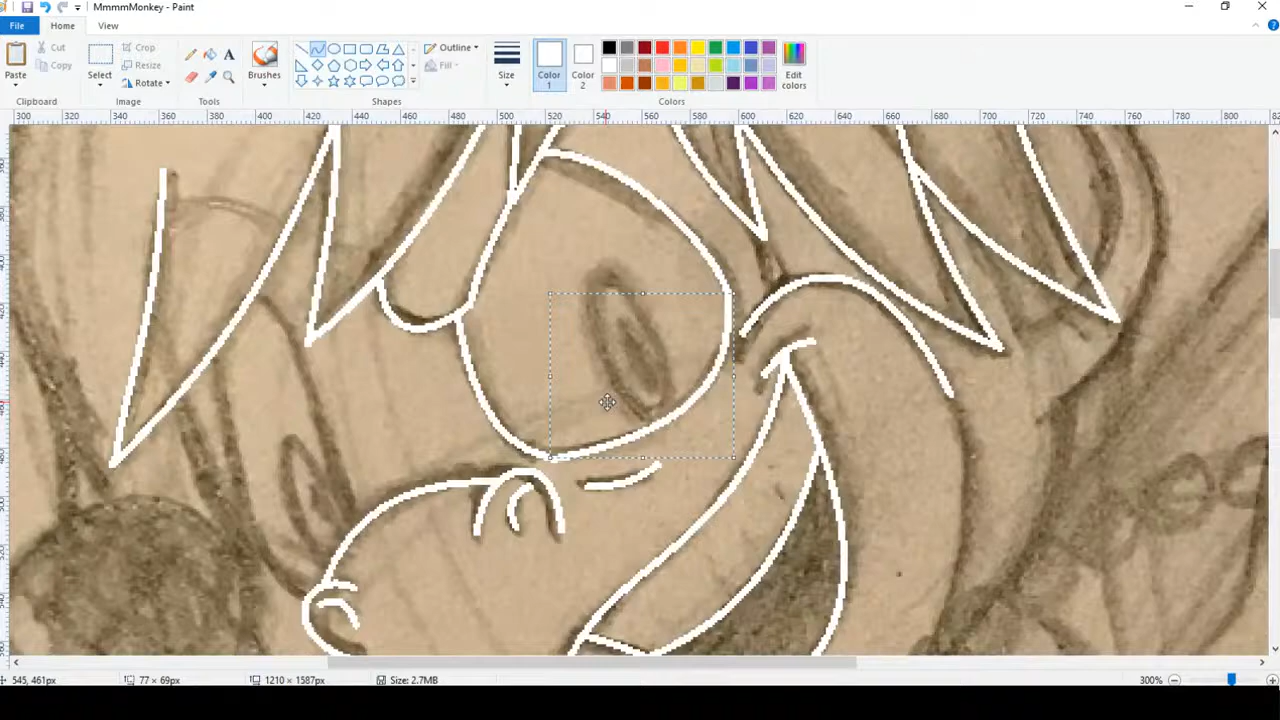 MmmmMonkey - Paint
File Home View
Paste Cut Copy
Select Crop Resize Rotate
A
Brushes
Outline Fill
Size
Color 1
Color 2
Edit colors
Clipboard Image Tools Shapes Colors
300 320 340 360 380 400 420 440 460 480 500 520 540 560 580 600 620 640 660 680 700 720 740 760 780 800
545, 461px 77 × 69px 1210 × 1587px Size: 2.7MB 300%